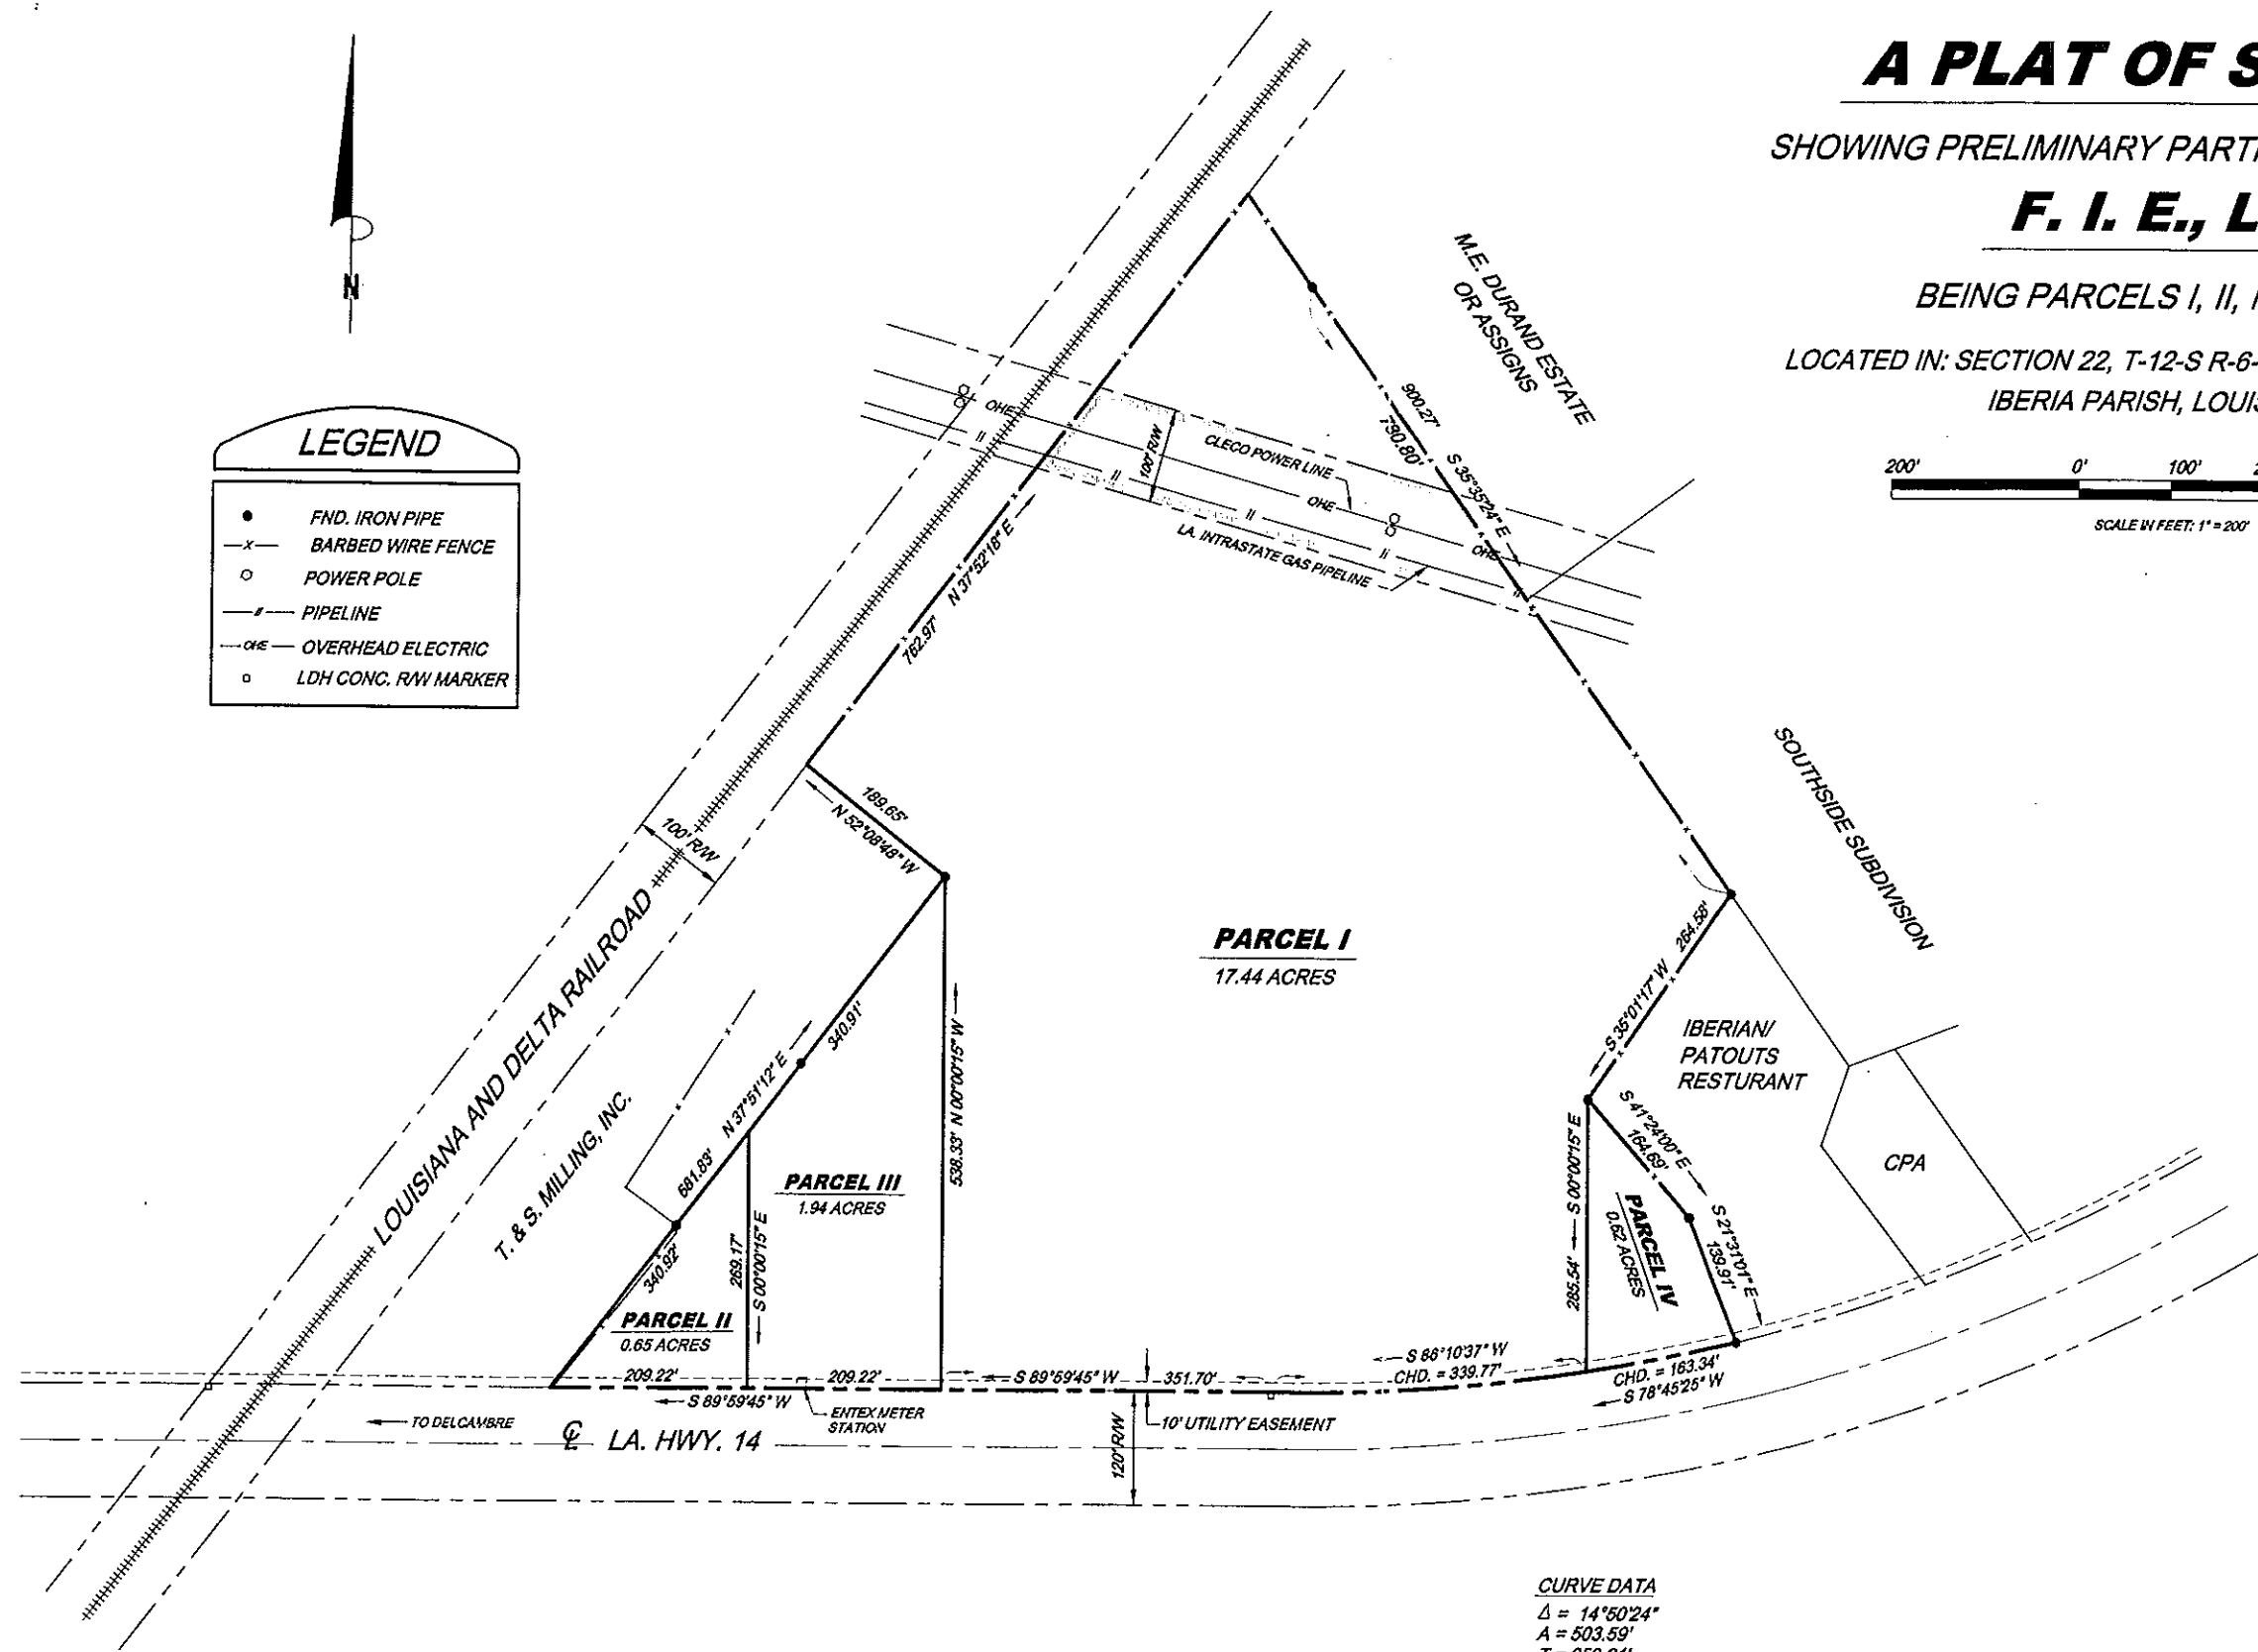 A PLAT OF S
SHOWING PRELIMINARY PARTI
F. I. E., L
BEING PARCELS I, II, I
LOCATED IN: SECTION 22, T-12-S R-6-
IBERIA PARISH, LOUIS
200' 0' 100' 2
SCALE IN FEET: 1" = 200'
N
LEGEND
FND. IRON PIPE
—x— BARBED WIRE FENCE
POWER POLE
—//— PIPELINE
—OHE— OVERHEAD ELECTRIC
LDH CONC. R/W MARKER
M.E. DURAND ESTATE
OR ASSIGNS
900.27'
790.80'
S 35°35'24" E
OHE
CLECO POWER LINE
100' R/W
OHE
OHE
LA. INTRASTATE GAS PIPELINE
N 37°52'18" E
762.97'
SOUTHSIDE SUBDIVISION
189.65'
N 52°08'48" W
100' R/W
LOUISIANA AND DELTA RAILROAD
T. & S. MILLING, INC.
PARCEL I
17.44 ACRES
264.58'
S 35°01'17" W
IBERIAN/
PATOUTS
RESTURANT
CPA
340.91'
N 37°51'12" E
681.83'
340.92'
538.33' N 00°00'15" W
PARCEL III
1.94 ACRES
269.17'
S 00°00'15" E
PARCEL II
0.65 ACRES
285.54' S 00°00'15" E
S 41°24'00" E
164.69'
S 21°31'01" E
139.91'
PARCEL IV
0.62 ACRES
209.22' 209.22' S 89°59'45" W 351.70'
S 86°10'37" W
CHD. = 339.77'
CHD. = 163.34'
S 78°45'25" W
S 89°59'45" W
TO DELCAMBRE
ENTEX METER
STATION
10' UTILITY EASEMENT
120' R/W
℄ LA. HWY. 14
CURVE DATA
Δ = 14°50'24"
A = 503.59'